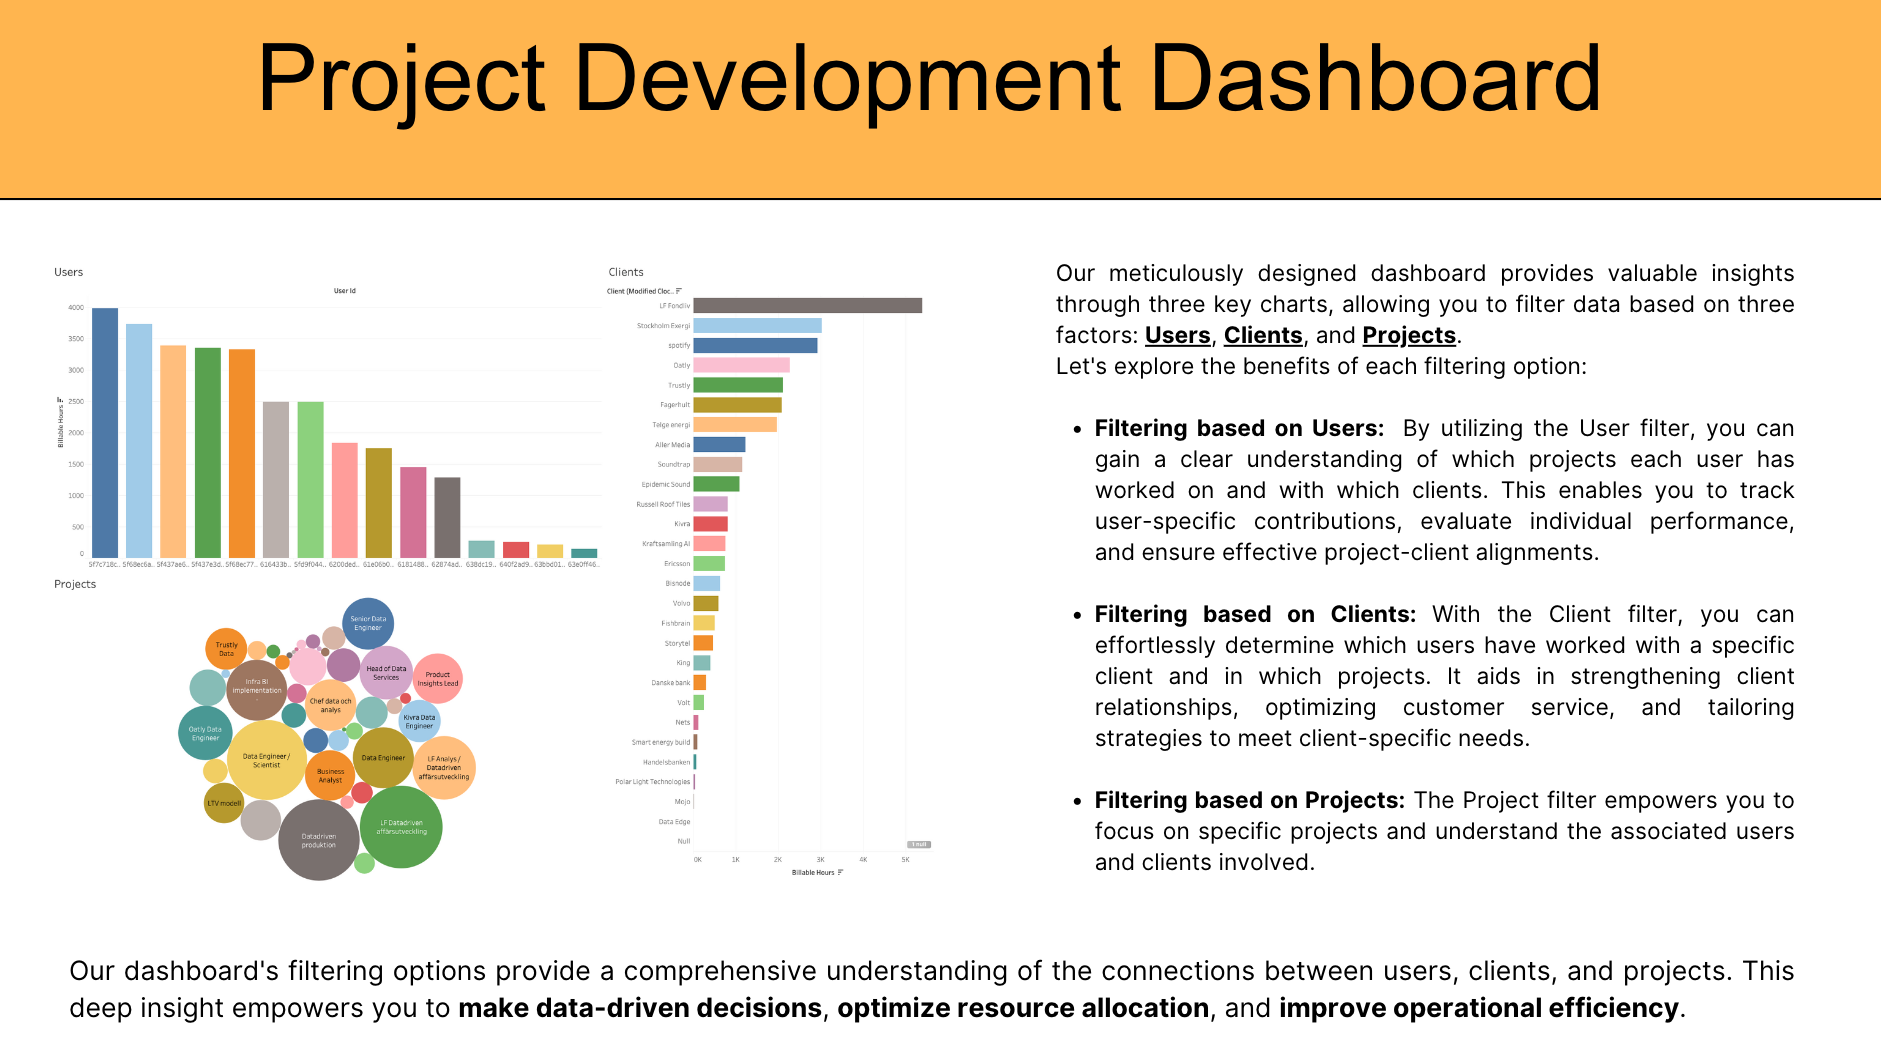 Project Development Dashboard
Users
User Id
Billable Hours
4000
3500
3000
2500
2000
1500
1000
500
0
5f7c718c.. 5f68ec6a.. 5f437ae6.. 5f437e3d.. 5f68ec77.. 616433b.. 5fd9f044.. 6200ded.. 61e06b0.. 6181488.. 62874ad.. 638dc19.. 640f2ad9.. 63bbd01.. 63e0ff46..
Projects
Senior Data
Engineer
Trustly
Data
Head of Data
Services
Product
Insights Lead
Infra BI
implementation
Chef data och
analys
Kivra Data
Engineer
Oatly Data
Engineer
Data Engineer /
Scientist
Data Engineer
LF Analys /
Datadriven
affärsutveckling
Business
Analyst
LTV modell
LF Datadriven
affärsutveckling
Datadriven
produktion
Clients
Client (Modified Cloc..
LF Fondliv
Stockholm Exergi
spotify
Oatly
Trustly
Fagerhult
Telge energi
Aller Media
Soundtrap
Epidemic Sound
Russell Roof Tiles
Kivra
Kraftsamling AI
Ericsson
Bisnode
Volvo
Fishbrain
Storytel
King
Danske bank
Volt
Nets
Smart energy build
Handelsbanken
Polar Light Technologies
Mojo
Data Edge
Null
1 null
0K 1K 2K 3K 4K 5K
Billable Hours
Our meticulously designed dashboard provides valuable insights
through three key charts, allowing you to filter data based on three
factors: Users, Clients, and Projects.
Let's explore the benefits of each filtering option:
• Filtering based on Users: By utilizing the User filter, you can
gain a clear understanding of which projects each user has
worked on and with which clients. This enables you to track
user-specific contributions, evaluate individual performance,
and ensure effective project-client alignments.
• Filtering based on Clients: With the Client filter, you can
effortlessly determine which users have worked with a specific
client and in which projects. It aids in strengthening client
relationships, optimizing customer service, and tailoring
strategies to meet client-specific needs.
• Filtering based on Projects: The Project filter empowers you to
focus on specific projects and understand the associated users
and clients involved.
Our dashboard's filtering options provide a comprehensive understanding of the connections between users, clients, and projects. This
deep insight empowers you to make data-driven decisions, optimize resource allocation, and improve operational efficiency.